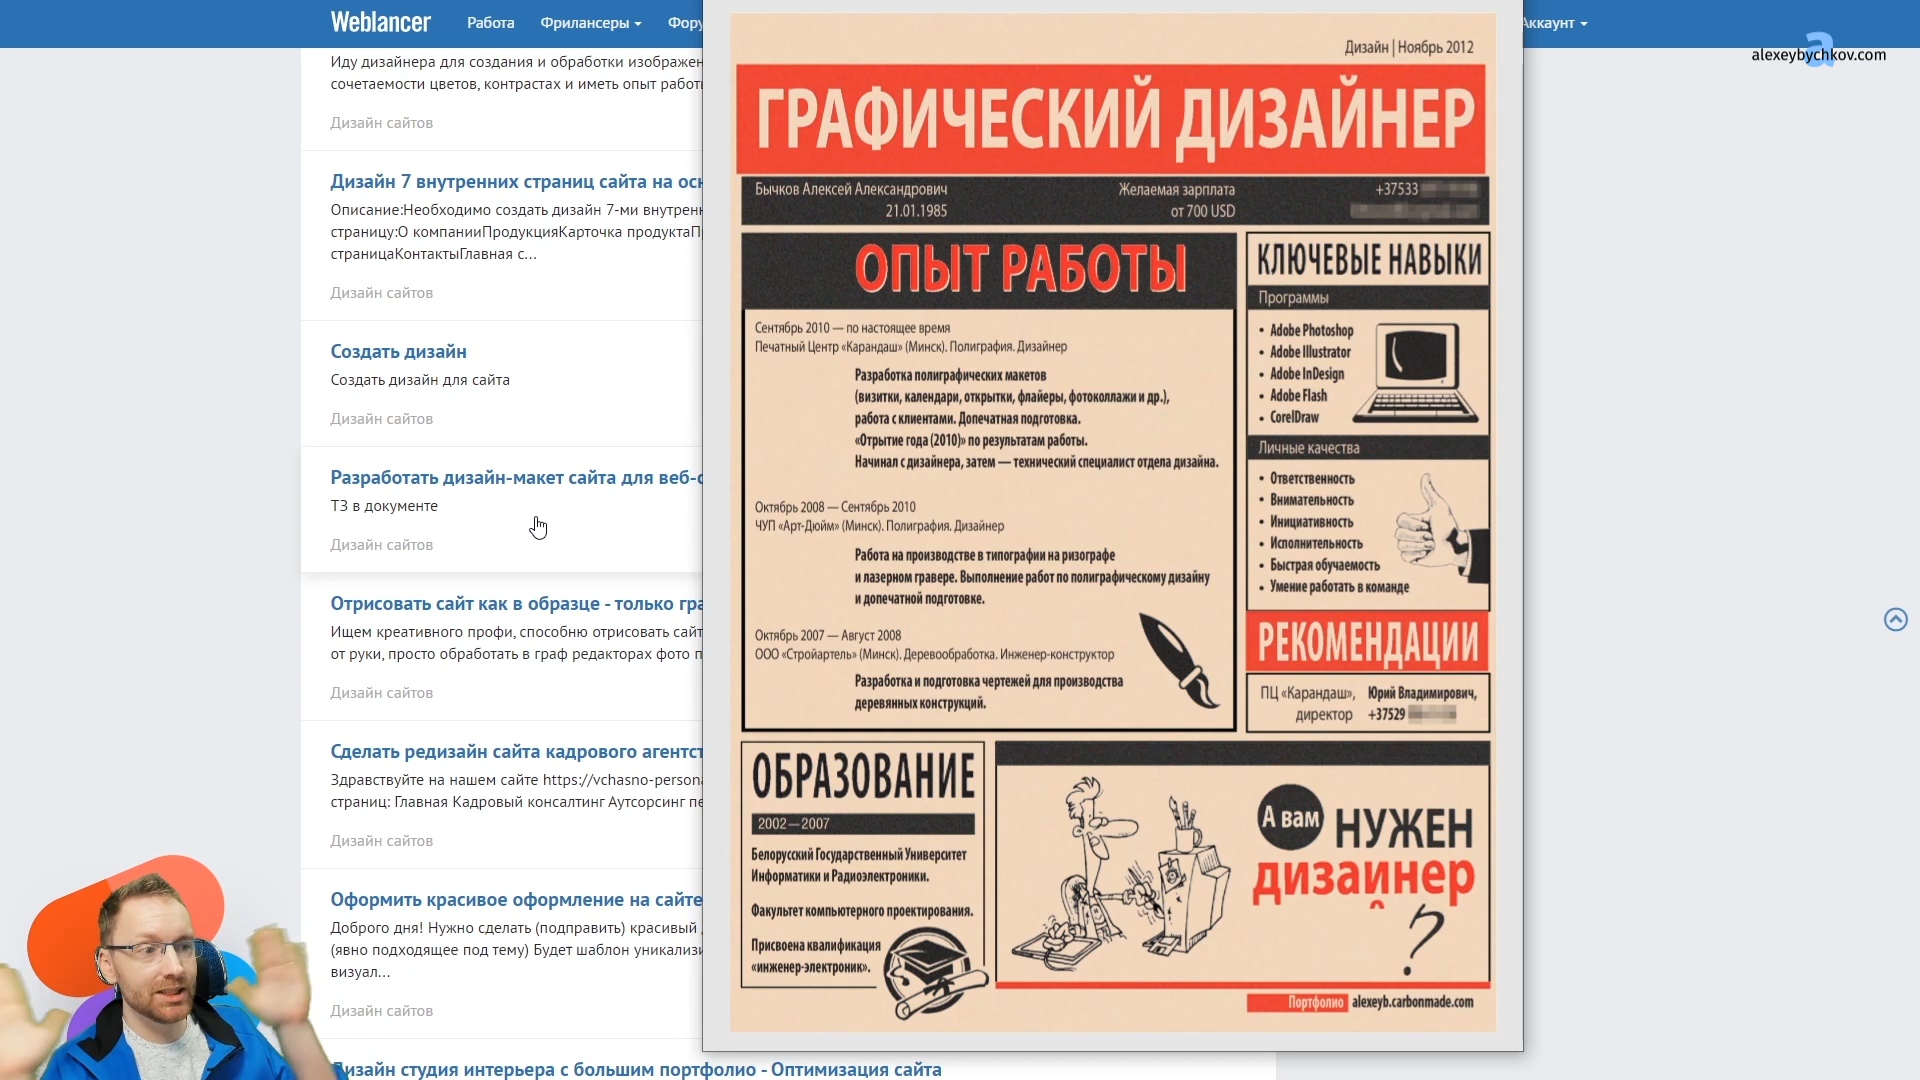 Weblancer
Работа
Фрилансеры
Фору
Аккаунт
alexeybychkov.com
Иду дизайнера для создания и обработки изображен
сочетаемости цветов, контрастах и иметь опыт работ
Дизайн сайтов
Дизайн 7 внутренних страниц сайта на осн
Описание:Необходимо создать дизайн 7-ми внутрен
страницу:О компанииПродукцияКарточка продуктаП
страницаКонтактыГлавная с...
Дизайн сайтов
Создать дизайн
Создать дизайн для сайта
Дизайн сайтов
Разработать дизайн-макет сайта для веб-с
ТЗ в документе
Дизайн сайтов
Отрисовать сайт как в образце - только гра
Ищем креативного профи, способню отрисовать сайт
от руки, просто обработать в граф редакторах фото п
Дизайн сайтов
Сделать редизайн сайта кадрового агентст
Здравствуйте на нашем сайте https://vchasno-persona
страниц: Главная Кадровый консалтинг Аутсорсинг пе
Дизайн сайтов
Оформить красивое оформление на сайте
Доброго дня! Нужно сделать (подправить) красивый
(явно подходящее под тему) Будет шаблон уникализи
визуал...
Дизайн сайтов
Дизайн студия интерьера с большим портфолио - Оптимизация сайта
Дизайн | Ноябрь 2012
ГРАФИЧЕСКИЙ ДИЗАЙНЕР
Бычков Алексей Александрович
21.01.1985
Желаемая зарплата
от 700 USD
+37533
ОПЫТ РАБОТЫ
Сентябрь 2010 — по настоящее время
Печатный Центр «Карандаш» (Минск). Полиграфия. Дизайнер
Разработка полиграфических макетов
(визитки, календари, открытки, флайеры, фотоколлажи и др.),
работа с клиентами. Допечатная подготовка.
«Отрытие года (2010)» по результатам работы.
Начинал с дизайнера, затем — технический специалист отдела дизайна.
Октябрь 2008 — Сентябрь 2010
ЧУП «Арт-Дюйм» (Минск). Полиграфия. Дизайнер
Работа на производстве в типографии на ризографе
и лазерном гравере. Выполнение работ по полиграфическому дизайну
и допечатной подготовке.
Октябрь 2007 — Август 2008
ООО «Стройартель» (Минск). Деревообработка. Инженер-конструктор
Разработка и подготовка чертежей для производства
деревянных конструкций.
КЛЮЧЕВЫЕ НАВЫКИ
Программы
• Adobe Photoshop
• Adobe Illustrator
• Adobe InDesign
• Adobe Flash
• CorelDraw
Личные качества
• Ответственность
• Внимательность
• Инициативность
• Исполнительность
• Быстрая обучаемость
• Умение работать в команде
РЕКОМЕНДАЦИИ
ПЦ «Карандаш»,
директор
Юрий Владимирович,
+37529
ОБРАЗОВАНИЕ
2002—2007
Белорусский Государственный Университет
Информатики и Радиоэлектроники.
Факультет компьютерного проектирования.
Присвоена квалификация
«инженер-электроник».
А вам
НУЖЕН
дизайнер
?
Портфолио alexeyb.carbonmade.com